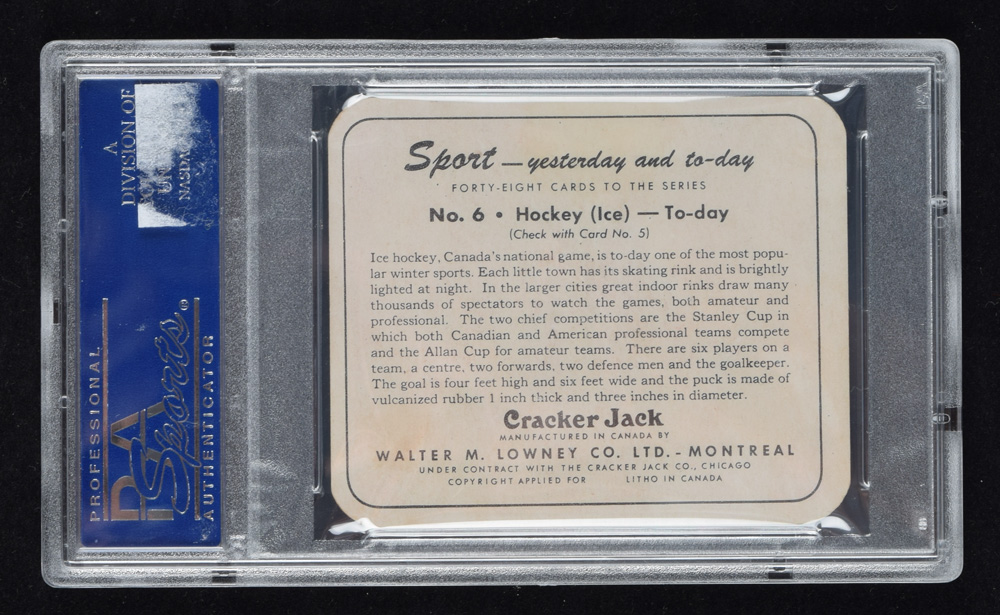 Sport — yesterday and to-day
FORTY-EIGHT CARDS TO THE SERIES
No. 6 • Hockey (Ice) — To-day
(Check with Card No. 5)
Ice hockey, Canada's national game, is to-day one of the most popu-
lar winter sports. Each little town has its skating rink and is brightly
lighted at night. In the larger cities great indoor rinks draw many
thousands of spectators to watch the games, both amateur and
professional. The two chief competitions are the Stanley Cup in
which both Canadian and American professional teams compete
and the Allan Cup for amateur teams. There are six players on a
team, a centre, two forwards, two defence men and the goalkeeper.
The goal is four feet high and six feet wide and the puck is made of
vulcanized rubber 1 inch thick and three inches in diameter.
Cracker Jack
MANUFACTURED IN CANADA BY
WALTER M. LOWNEY CO. LTD. - MONTREAL
UNDER CONTRACT WITH THE CRACKER JACK CO., CHICAGO
COPYRIGHT APPLIED FOR LITHO IN CANADA
PROFESSIONAL
PSA
Sports®
AUTHENTICATOR
A
DIVISION OF
NASDA